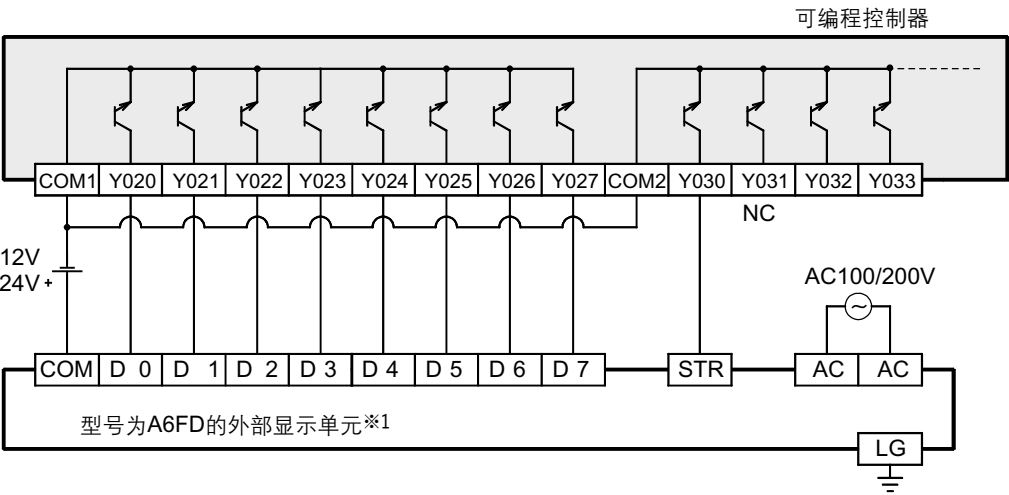 可编程控制器
COM1 Y020 Y021 Y022 Y023 Y024 Y025 Y026 Y027 COM2 Y030 Y031 Y032 Y033
NC
12V
24V +
AC100/200V
COM D 0 D 1 D 2 D 3 D 4 D 5 D 6 D 7 STR AC AC
型号为A6FD的外部显示单元※1
LG